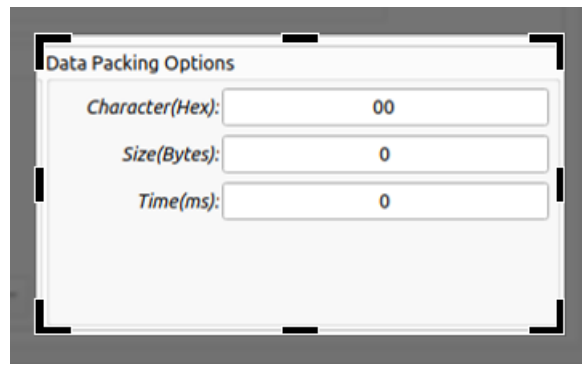 Data Packing Options
Character(Hex): 00
Size(Bytes): 0
Time(ms): 0